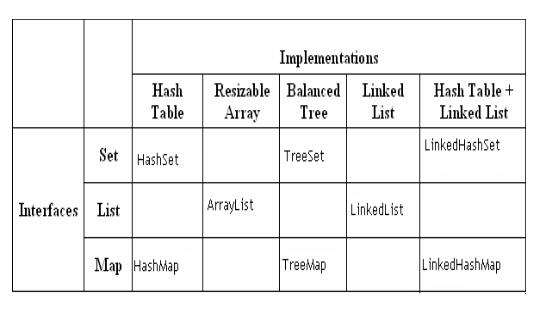 Implementations
Hash Resizable Balanced Linked Hash Table +
Table Array Tree List Linked List
Set HashSet TreeSet LinkedHashSet
Interfaces List ArrayList LinkedList
Map HashMap TreeMap LinkedHashMap